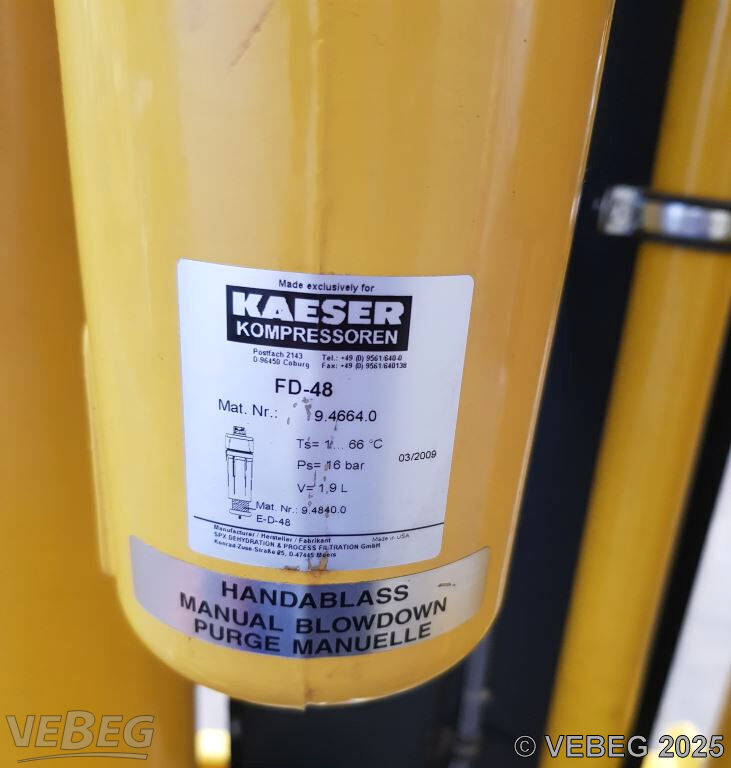 Made exclusively for
KAESER
KOMPRESSOREN
Postfach 2143 Tel.: +49 (0) 9561/640-0
D-96450 Coburg Fax: +49 (0) 9561/640138
FD-48
Mat. Nr.: 9.4664.0
Ts= 1... 66 °C
03/2009
Ps= 16 bar
V= 1,9 L
Mat. Nr.: 9.4840.0
E-D-48
Manufacturer / Hersteller / Fabrikant Made in USA
SPX DEHYDRATION & PROCESS FILTRATION GmbH
Konrad-Zuse-Straße 25, D-47445 Moers
HANDABLASS
MANUAL BLOWDOWN
PURGE MANUELLE
VEBEG
© VEBEG 2025